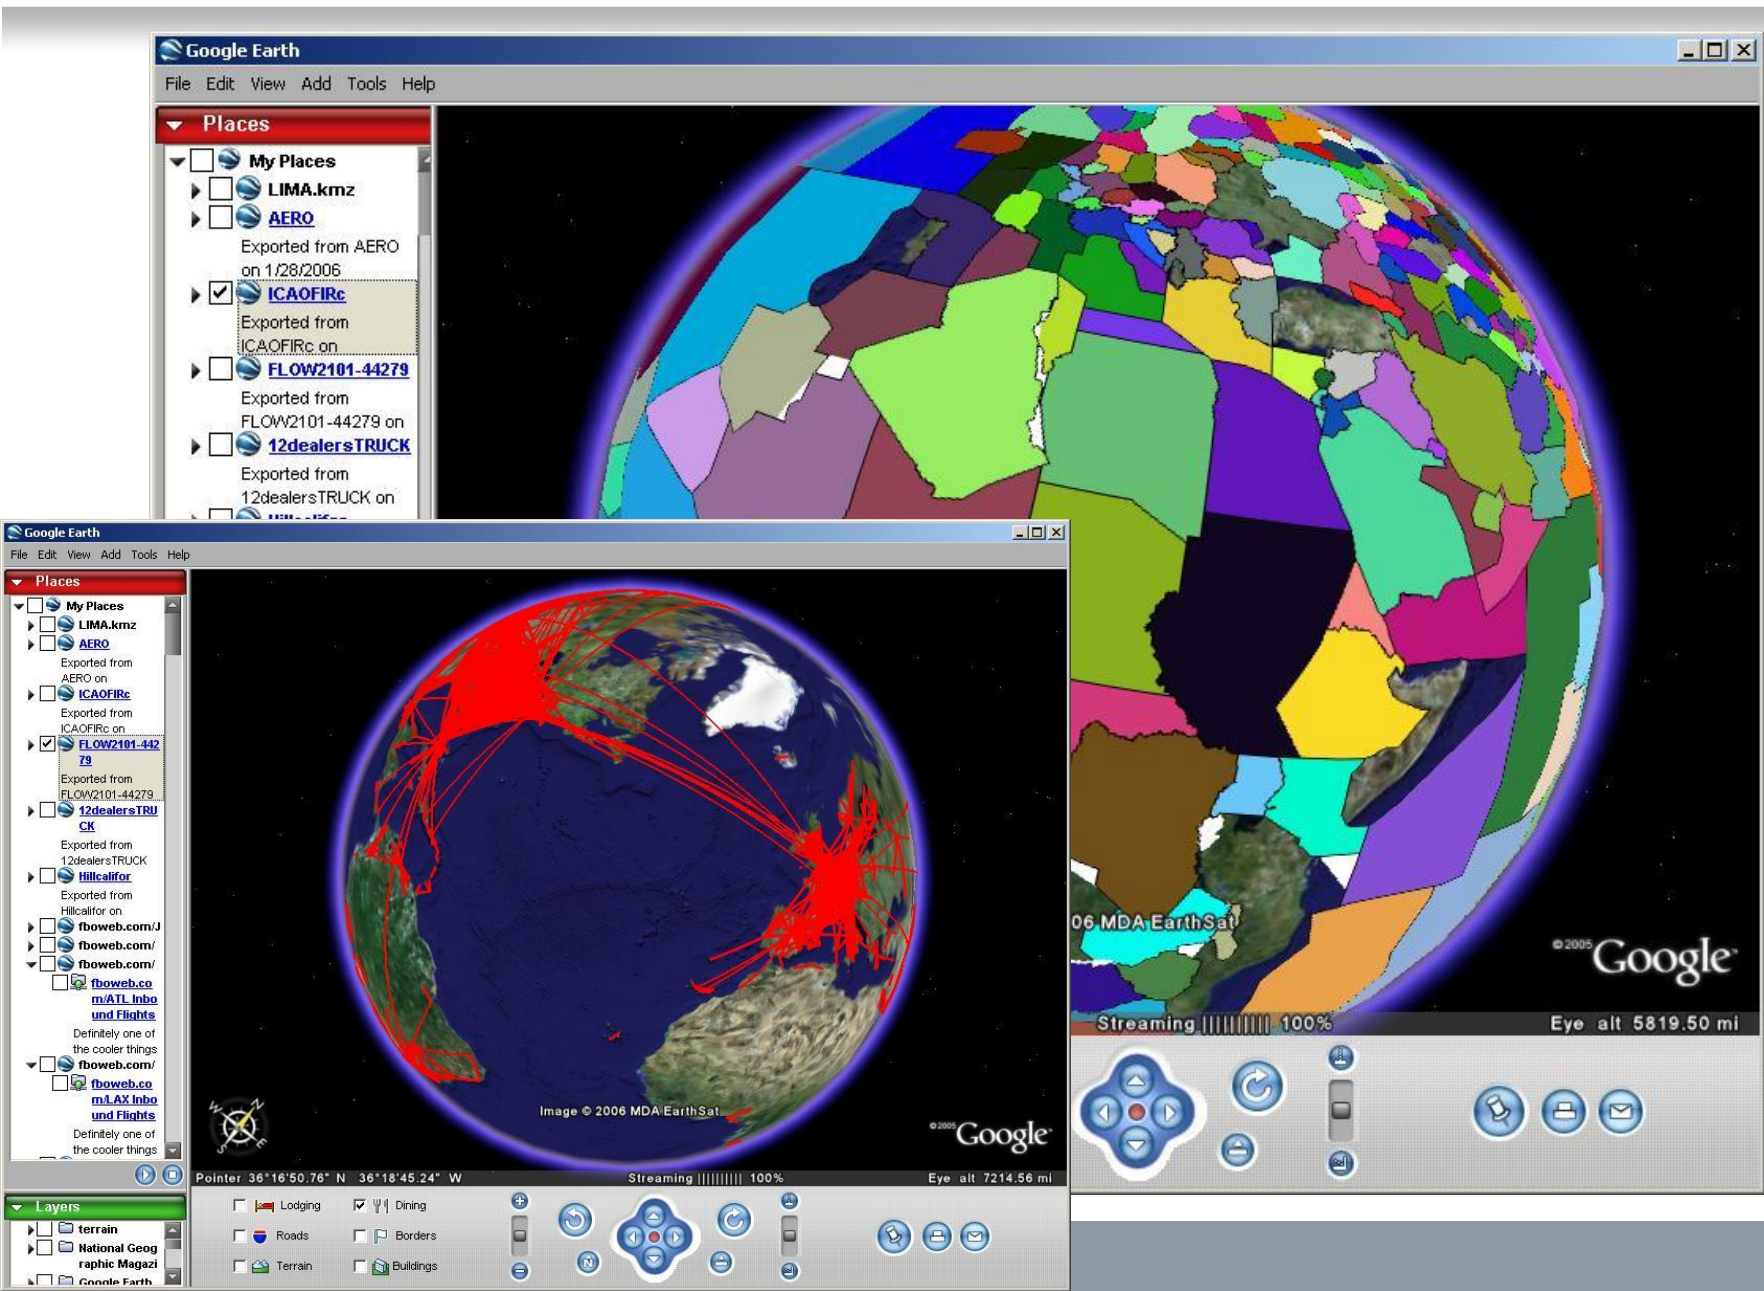 Google Earth
File Edit View Add Tools Help
Places
My Places
LIMA.kmz
AERO
Exported from AERO
on 1/28/2006
ICAOFIRc
Exported from
ICAOFIRc on
FLOW2101-44279
Exported from
FLOW2101-44279 on
12dealersTRUCK
Exported from
12dealersTRUCK on
06 MDA EarthSat
©2005 Google
Streaming |||||||||| 100%
Eye alt 5819.50 mi
Google Earth
File Edit View Add Tools Help
Places
My Places
LIMA.kmz
AERO
Exported from
AERO on
ICAOFIRc
Exported from
ICAOFIRc on
FLOW2101-442
79
Exported from
FLOW2101-44279
12dealersTRU
CK
Exported from
12dealersTRUCK
Hillcalifor
Exported from
Hillcalifor on
fboweb.com/J
fboweb.com/
fboweb.com/
fboweb.co
m/ATL Inbo
und Flights
Definitely one of
the cooler things
fboweb.com/
fboweb.co
m/LAX Inbo
und Flights
Definitely one of
the cooler things
Layers
terrain
National Geog
raphic Magazi
Google Earth
N
E
S
W
Image © 2006 MDA EarthSat
©2005 Google
Pointer 36°16'50.76" N 36°18'45.24" W
Streaming |||||||||| 100%
Eye alt 7214.56 mi
Lodging Dining
Roads Borders
Terrain Buildings
N